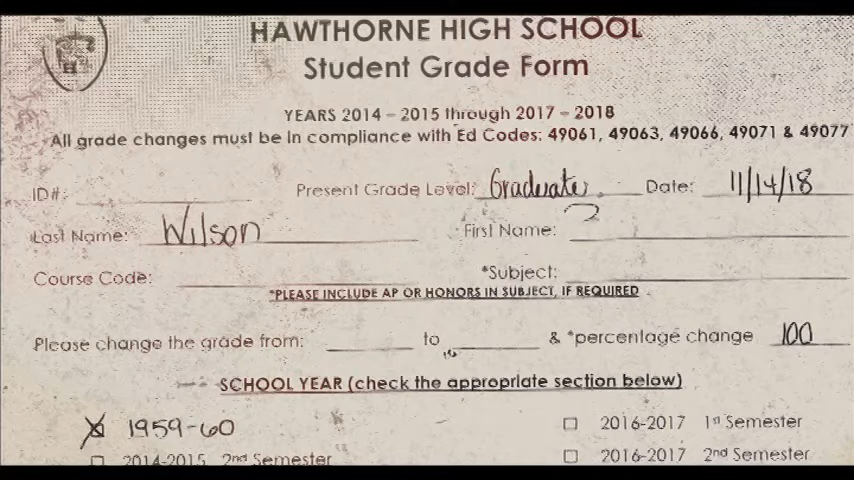 HAWTHORNE HIGH SCHOOL
Student Grade Form
YEARS 2014 – 2015 through 2017 – 2018
All grade changes must be in compliance with Ed Codes: 49061, 49063, 49066, 49071 & 49077
ID#: Present Grade Level: Graduate Date: 11/14/18
Last Name: Wilson First Name:
Course Code: *Subject:
*PLEASE INCLUDE AP OR HONORS IN SUBJECT, IF REQUIRED
Please change the grade from: to & *percentage change 100
SCHOOL YEAR (check the appropriate section below)
1959-60 2016-2017 1st Semester
2014-2015 2nd Semester 2016-2017 2nd Semester